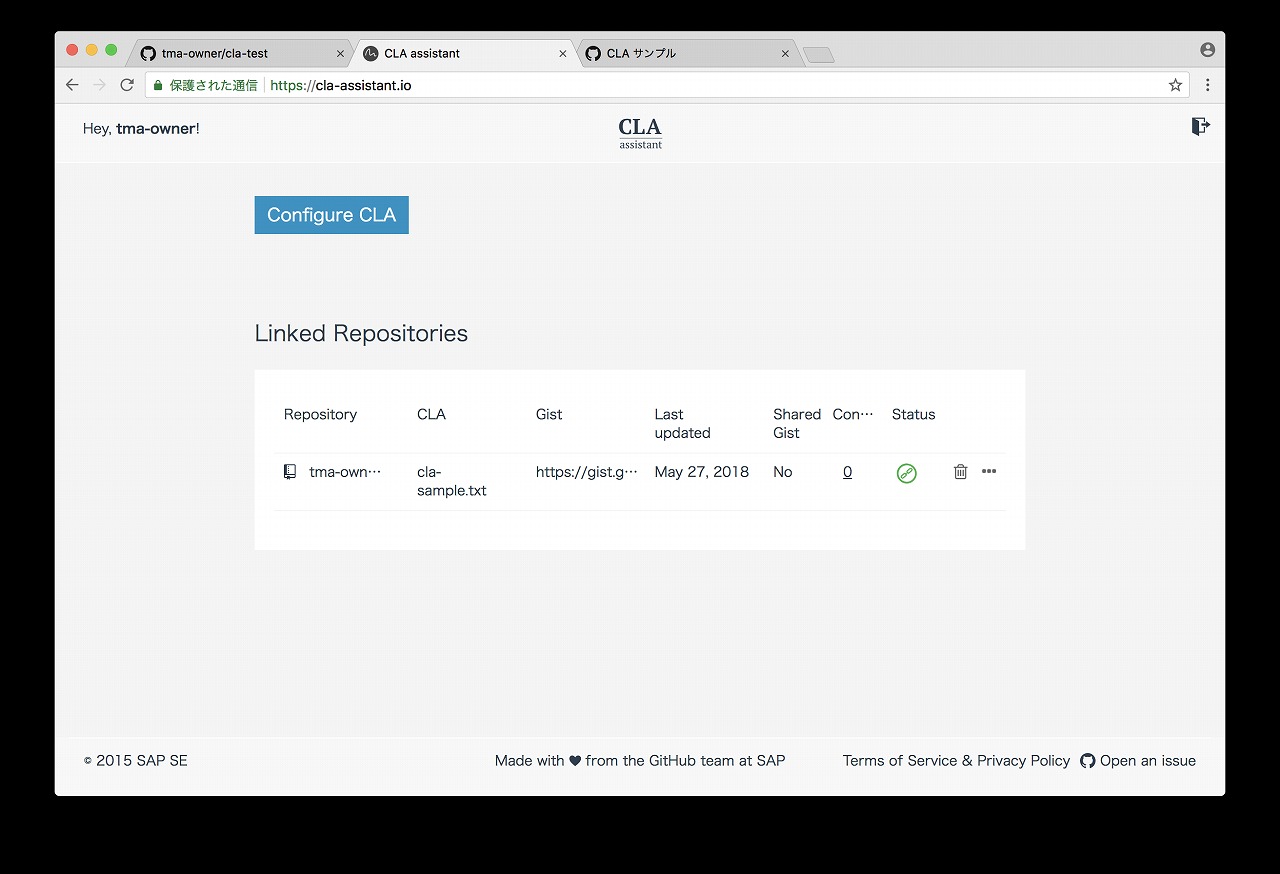 tma-owner/cla-test
CLA assistant
CLA サンプル
保護された通信
https://cla-assistant.io
Hey, tma-owner!
CLA
assistant
Configure CLA
Linked Repositories
Repository CLA Gist Last updated Shared Gist Con… Status
tma-own… cla-sample.txt https://gist.g… May 27, 2018 No 0
© 2015 SAP SE
Made with ♥ from the GitHub team at SAP
Terms of Service & Privacy Policy
Open an issue